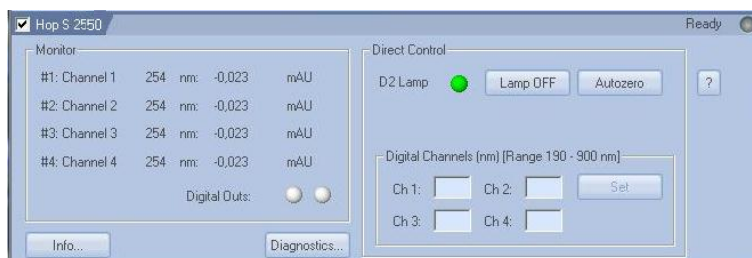 Hop S 2550
Ready
Monitor
#1: Channel 1 254 nm: -0,023 mAU
#2: Channel 2 254 nm: -0,023 mAU
#3: Channel 3 254 nm: -0,023 mAU
#4: Channel 4 254 nm: -0,023 mAU
Digital Outs:
Info...
Diagnostics...
Direct Control
D2 Lamp
Lamp OFF
Autozero
?
Digital Channels (nm) [Range 190 - 900 nm]
Ch 1: Ch 2: Set
Ch 3: Ch 4: